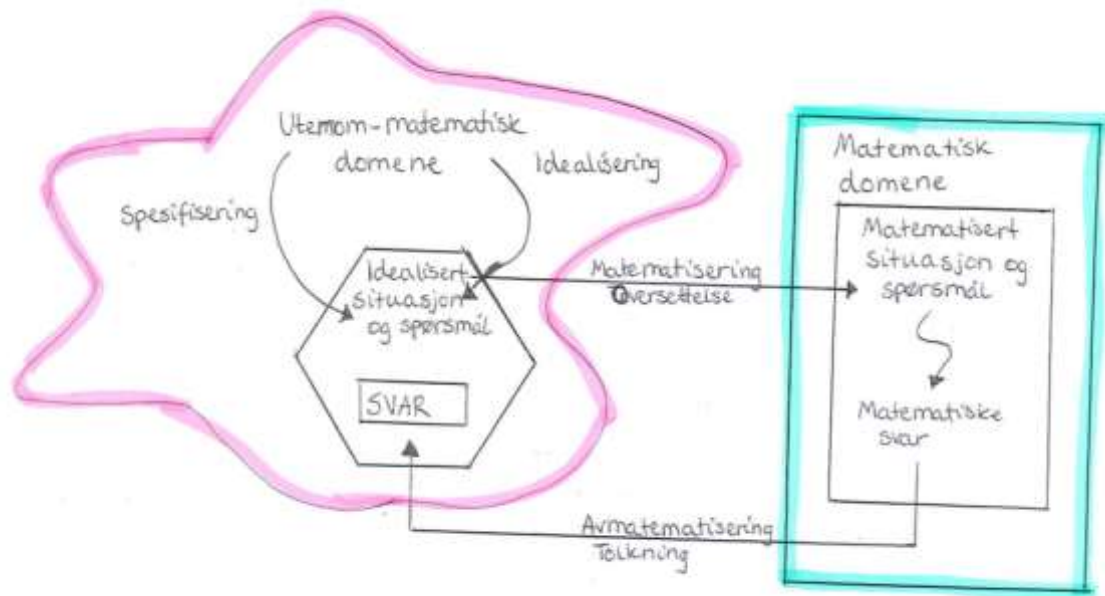 Utenom-matematisk
domene
Idealisering
Spesifisering
Idealisert
situasjon
og spørsmål
SVAR
Matematisering
Oversettelse
Matematisk
domene
Matematisert
situasjon og
spørsmål
Matematiske
svar
Avmatematisering
Tolkning